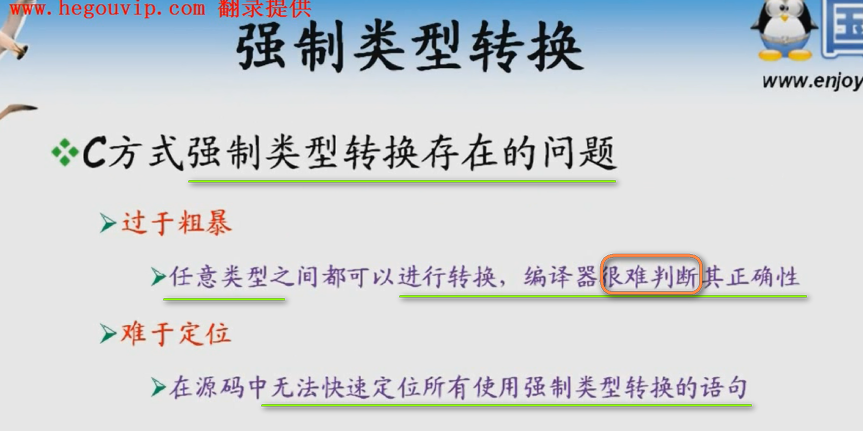 www.hegouvip.com 翻录提供
强制类型转换
国
www.enjoy
C方式强制类型转换存在的问题
过于粗暴
任意类型之间都可以进行转换，编译器很难判断其正确性
难于定位
在源码中无法快速定位所有使用强制类型转换的语句